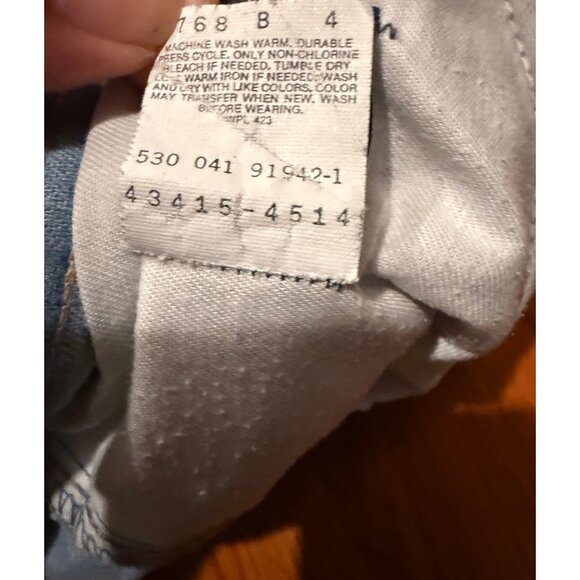 768 B 4
MACHINE WASH WARM. DURABLE
PRESS CYCLE. ONLY NON-CHLORINE
BLEACH IF NEEDED. TUMBLE DRY
WARM IRON IF NEEDED. WASH
AND DRY WITH LIKE COLORS. COLOR
MAY TRANSFER WHEN NEW. WASH
BEFORE WEARING.
WPL 423
530 041 91942-1
43415-4514